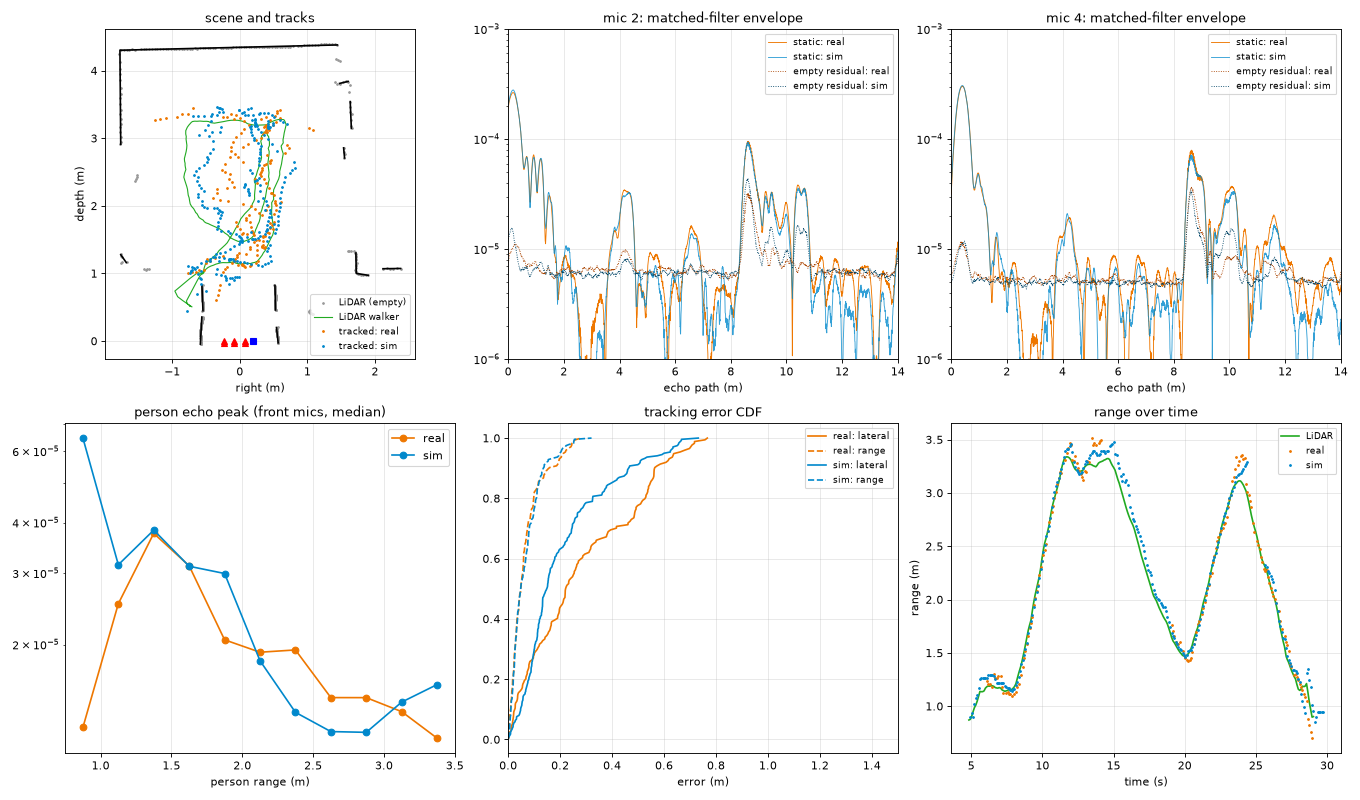 scene and tracks
depth (m)
4
3
2
1
0
−1
0
1
2
right (m)
LiDAR (empty)
LiDAR walker
tracked: real
tracked: sim
mic 2: matched-filter envelope
10⁻³
10⁻⁴
10⁻⁵
10⁻⁶
0
2
4
6
8
10
12
14
echo path (m)
static: real
static: sim
empty residual: real
empty residual: sim
mic 4: matched-filter envelope
10⁻³
10⁻⁴
10⁻⁵
10⁻⁶
0
2
4
6
8
10
12
14
echo path (m)
static: real
static: sim
empty residual: real
empty residual: sim
person echo peak (front mics, median)
6 × 10⁻⁵
4 × 10⁻⁵
3 × 10⁻⁵
2 × 10⁻⁵
1.0
1.5
2.0
2.5
3.0
3.5
person range (m)
real
sim
tracking error CDF
1.0
0.8
0.6
0.4
0.2
0.0
0.0
0.2
0.4
0.6
0.8
1.0
1.2
1.4
error (m)
real: lateral
real: range
sim: lateral
sim: range
range over time
range (m)
3.5
3.0
2.5
2.0
1.5
1.0
5
10
15
20
25
30
time (s)
LiDAR
real
sim